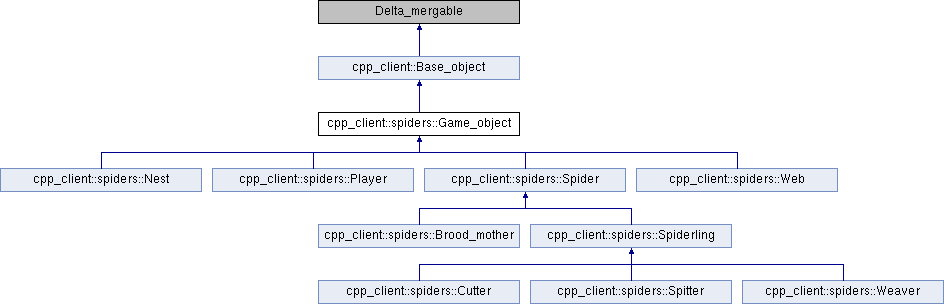 Delta_mergable
cpp_client::Base_object
cpp_client::spiders::Game_object
cpp_client::spiders::Nest
cpp_client::spiders::Player
cpp_client::spiders::Spider
cpp_client::spiders::Web
cpp_client::spiders::Brood_mother
cpp_client::spiders::Spiderling
cpp_client::spiders::Cutter
cpp_client::spiders::Spitter
cpp_client::spiders::Weaver